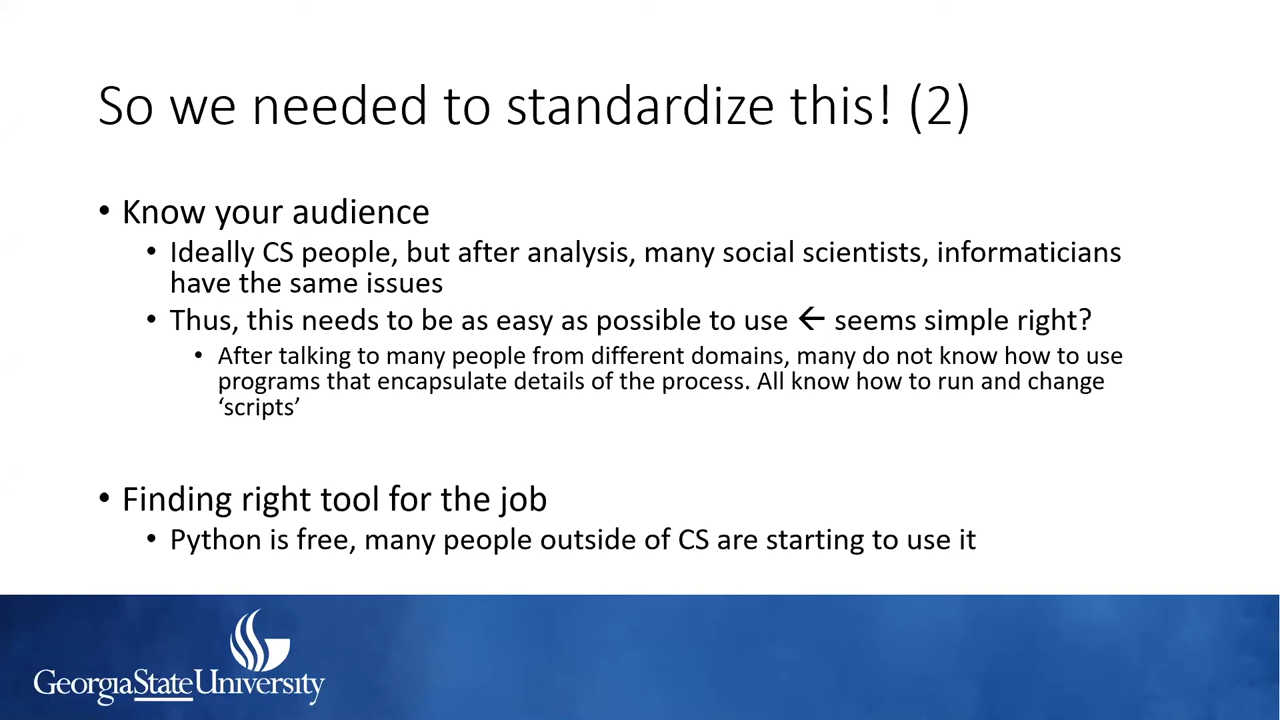 So we needed to standardize this! (2)
• Know your audience
• Ideally CS people, but after analysis, many social scientists, informaticians
have the same issues
• Thus, this needs to be as easy as possible to use ← seems simple right?
• After talking to many people from different domains, many do not know how to use
programs that encapsulate details of the process. All know how to run and change
‘scripts’
• Finding right tool for the job
• Python is free, many people outside of CS are starting to use it
GeorgiaStateUniversity